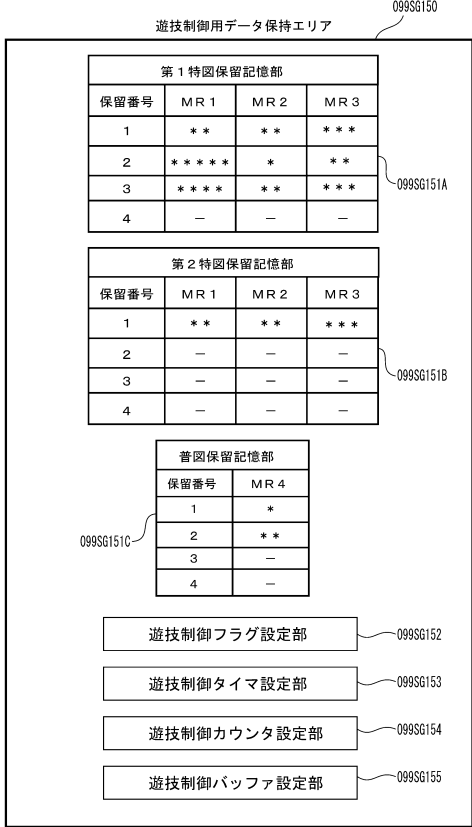 遊技制御用データ保持エリア
099SG150
第1特図保留記憶部
保留番号 MR1 MR2 MR3
1 ** ** ***
2 ***** * **
3 **** ** ***
4 － － －
099SG151A
第2特図保留記憶部
保留番号 MR1 MR2 MR3
1 ** ** ***
2 － － －
3 － － －
4 － － －
099SG151B
普図保留記憶部
保留番号 MR4
1 *
2 **
3 －
4 －
099SG151C
遊技制御フラグ設定部 099SG152
遊技制御タイマ設定部 099SG153
遊技制御カウンタ設定部 099SG154
遊技制御バッファ設定部 099SG155